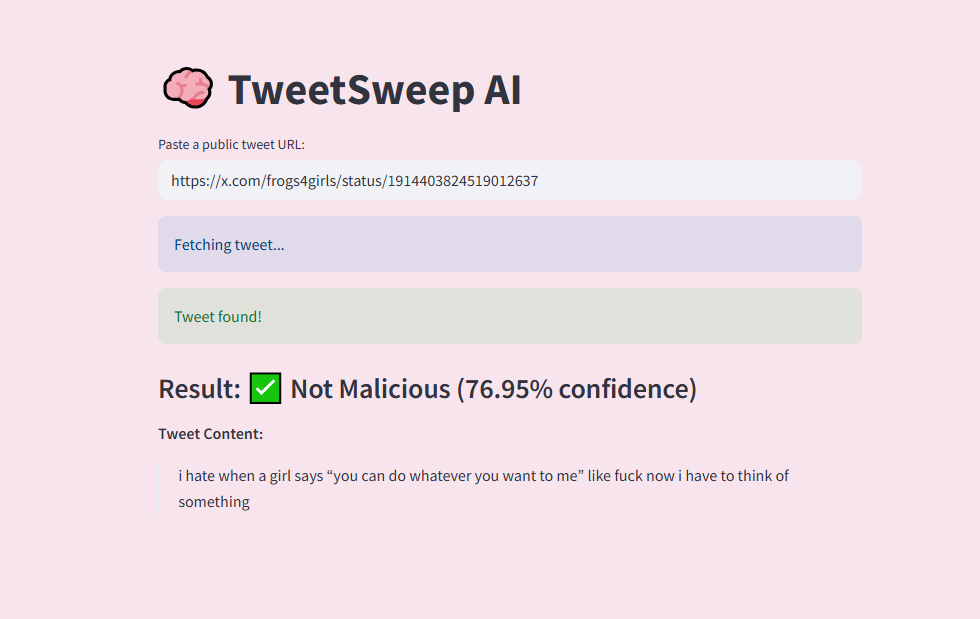 TweetSweep AI
Paste a public tweet URL:
https://x.com/frogs4girls/status/1914403824519012637
Fetching tweet...
Tweet found!
Result: ✅ Not Malicious (76.95% confidence)
Tweet Content:
i hate when a girl says “you can do whatever you want to me” like fuck now i have to think of
something